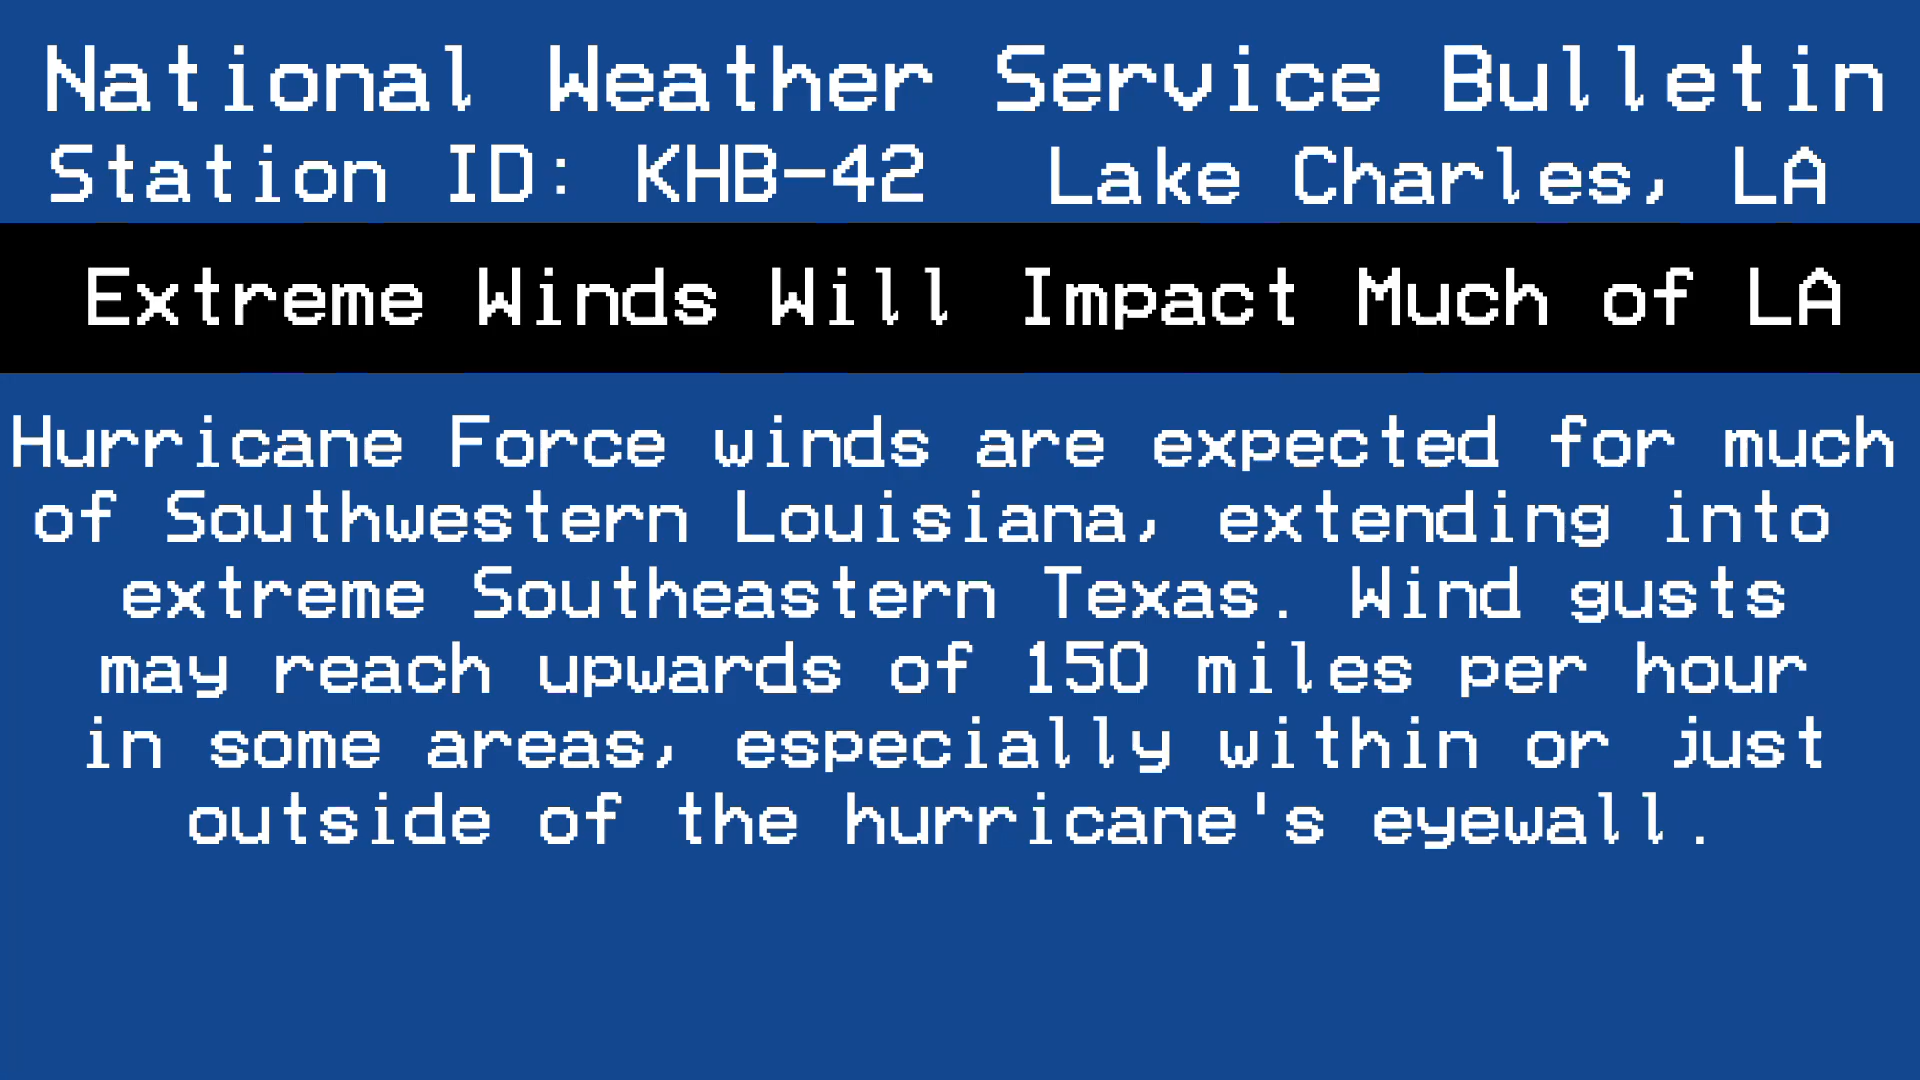 National Weather Service Bulletin
Station ID: KHB-42 Lake Charles, LA
Extreme Winds Will Impact Much of LA
Hurricane Force winds are expected for much
of Southwestern Louisiana, extending into
extreme Southeastern Texas. Wind gusts
may reach upwards of 150 miles per hour
in some areas, especially within or just
outside of the hurricane's eyewall.